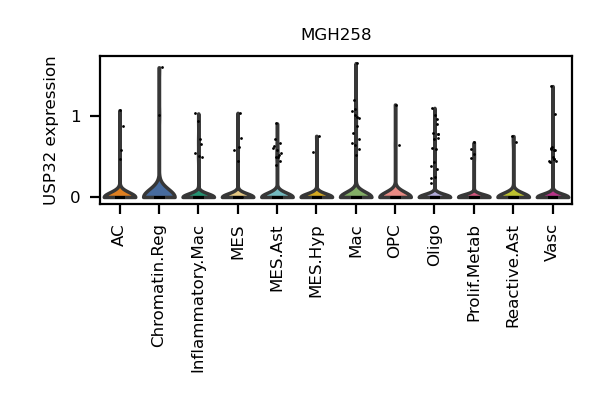 MGH258
USP32 expression
1
0
AC
Chromatin.Reg
Inflammatory.Mac
MES
MES.Ast
MES.Hyp
Mac
OPC
Oligo
Prolif.Metab
Reactive.Ast
Vasc